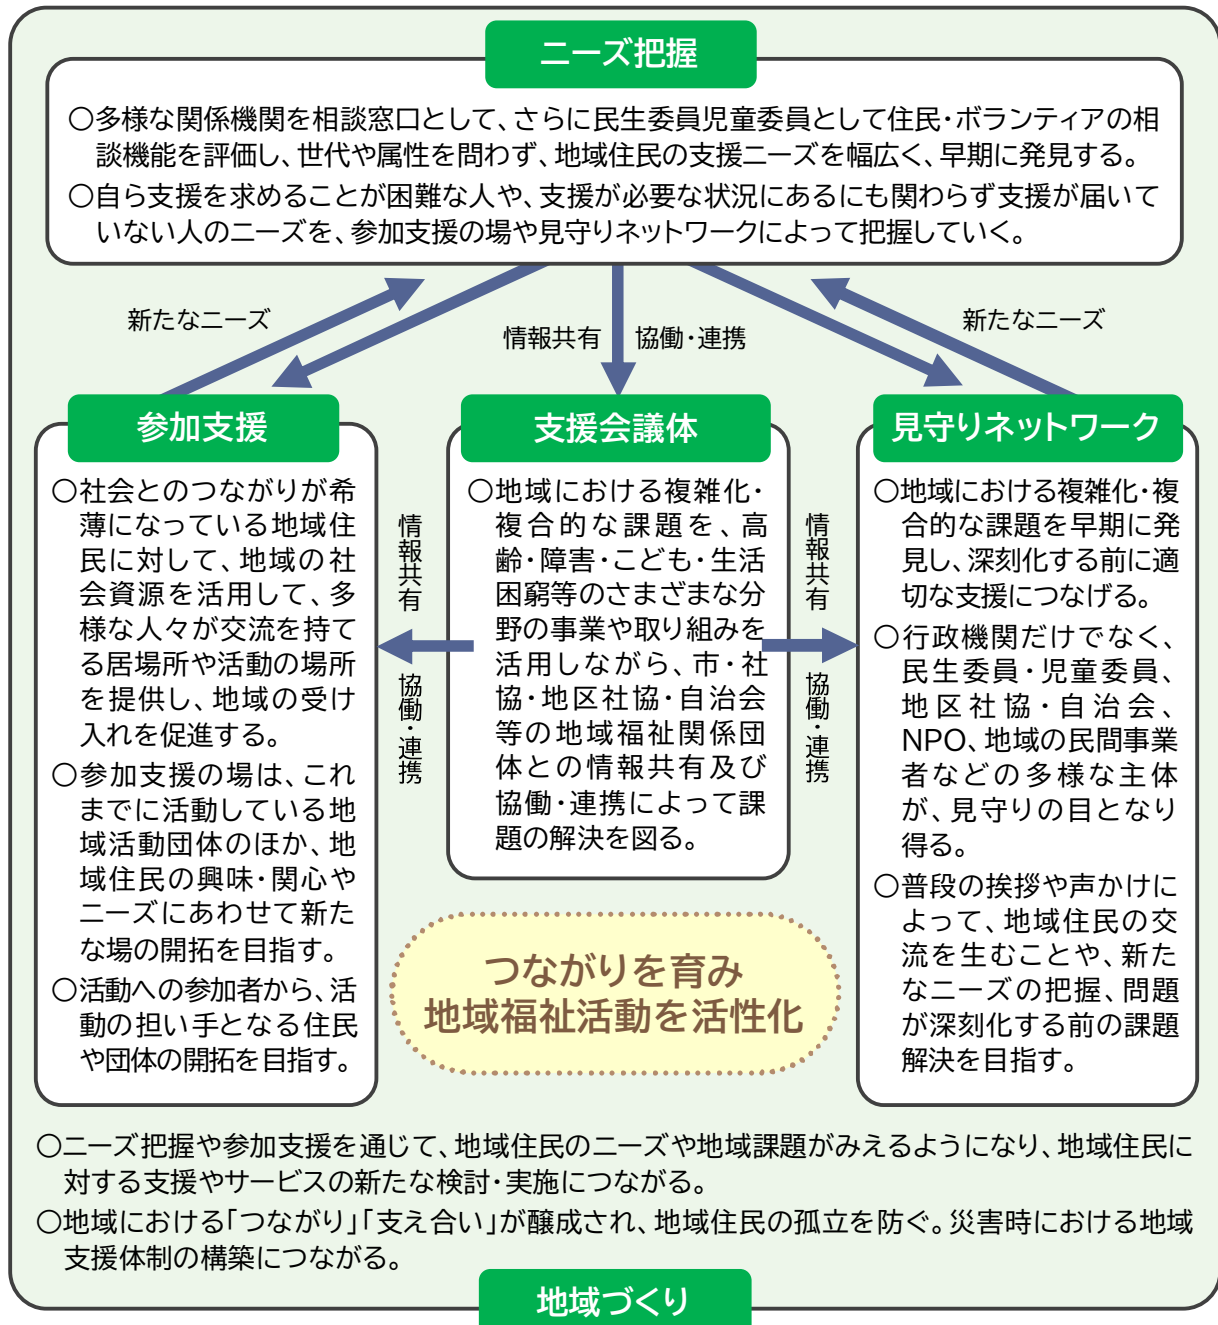 ニーズ把握
○多様な関係機関を相談窓口として、さらに民生委員児童委員として住民・ボランティアの相
談機能を評価し、世代や属性を問わず、地域住民の支援ニーズを幅広く、早期に発見する。
○自ら支援を求めることが困難な人や、支援が必要な状況にあるにも関わらず支援が届いて
いない人のニーズを、参加支援の場や見守りネットワークによって把握していく。
新たなニーズ
情報共有
協働・連携
新たなニーズ
参加支援
○社会とのつながりが希
薄になっている地域住
民に対して、地域の社
会資源を活用して、多
様な人々が交流を持て
る居場所や活動の場所
を提供し、地域の受け
入れを促進する。
○参加支援の場は、これ
までに活動している地
域活動団体のほか、地
域住民の興味・関心や
ニーズにあわせて新た
な場の開拓を目指す。
○活動への参加者から、活
動の担い手となる住民
や団体の開拓を目指す。
情報共有
協働・連携
支援会議体
○地域における複雑化・
複合的な課題を、高
齢・障害・こども・生活
困窮等のさまざまな分
野の事業や取り組みを
活用しながら、市・社
協・地区社協・自治会
等の地域福祉関係団
体との情報共有及び
協働・連携によって課
題の解決を図る。
情報共有
協働・連携
見守りネットワーク
○地域における複雑化・複
合的な課題を早期に発
見し、深刻化する前に適
切な支援につなげる。
○行政機関だけでなく、
民生委員・児童委員、
地区社協・自治会、
NPO、地域の民間事業
者などの多様な主体
が、見守りの目となり
得る。
○普段の挨拶や声かけに
よって、地域住民の交
流を生むことや、新た
なニーズの把握、問題
が深刻化する前の課題
解決を目指す。
つながりを育み
地域福祉活動を活性化
○ニーズ把握や参加支援を通じて、地域住民のニーズや地域課題がみえるようになり、地域住民に
対する支援やサービスの新たな検討・実施につながる。
○地域における「つながり」「支え合い」が醸成され、地域住民の孤立を防ぐ。災害時における地域
支援体制の構築につながる。
地域づくり